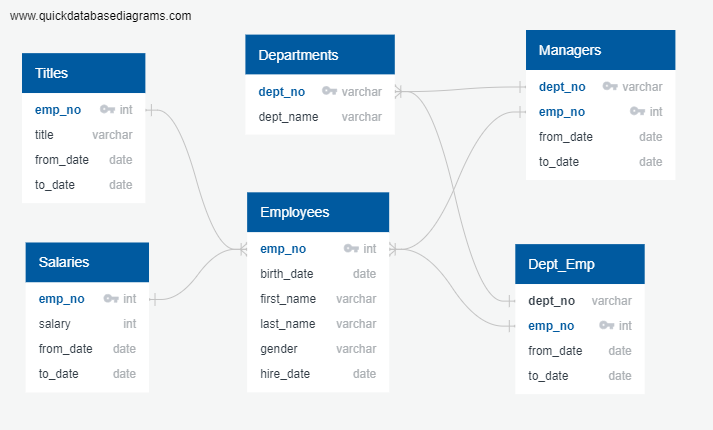 www.quickdatabasediagrams.com
Titles
emp_no int
title varchar
from_date date
to_date date
Departments
dept_no varchar
dept_name varchar
Managers
dept_no varchar
emp_no int
from_date date
to_date date
Salaries
emp_no int
salary int
from_date date
to_date date
Employees
emp_no int
birth_date date
first_name varchar
last_name varchar
gender varchar
hire_date date
Dept_Emp
dept_no varchar
emp_no int
from_date date
to_date date